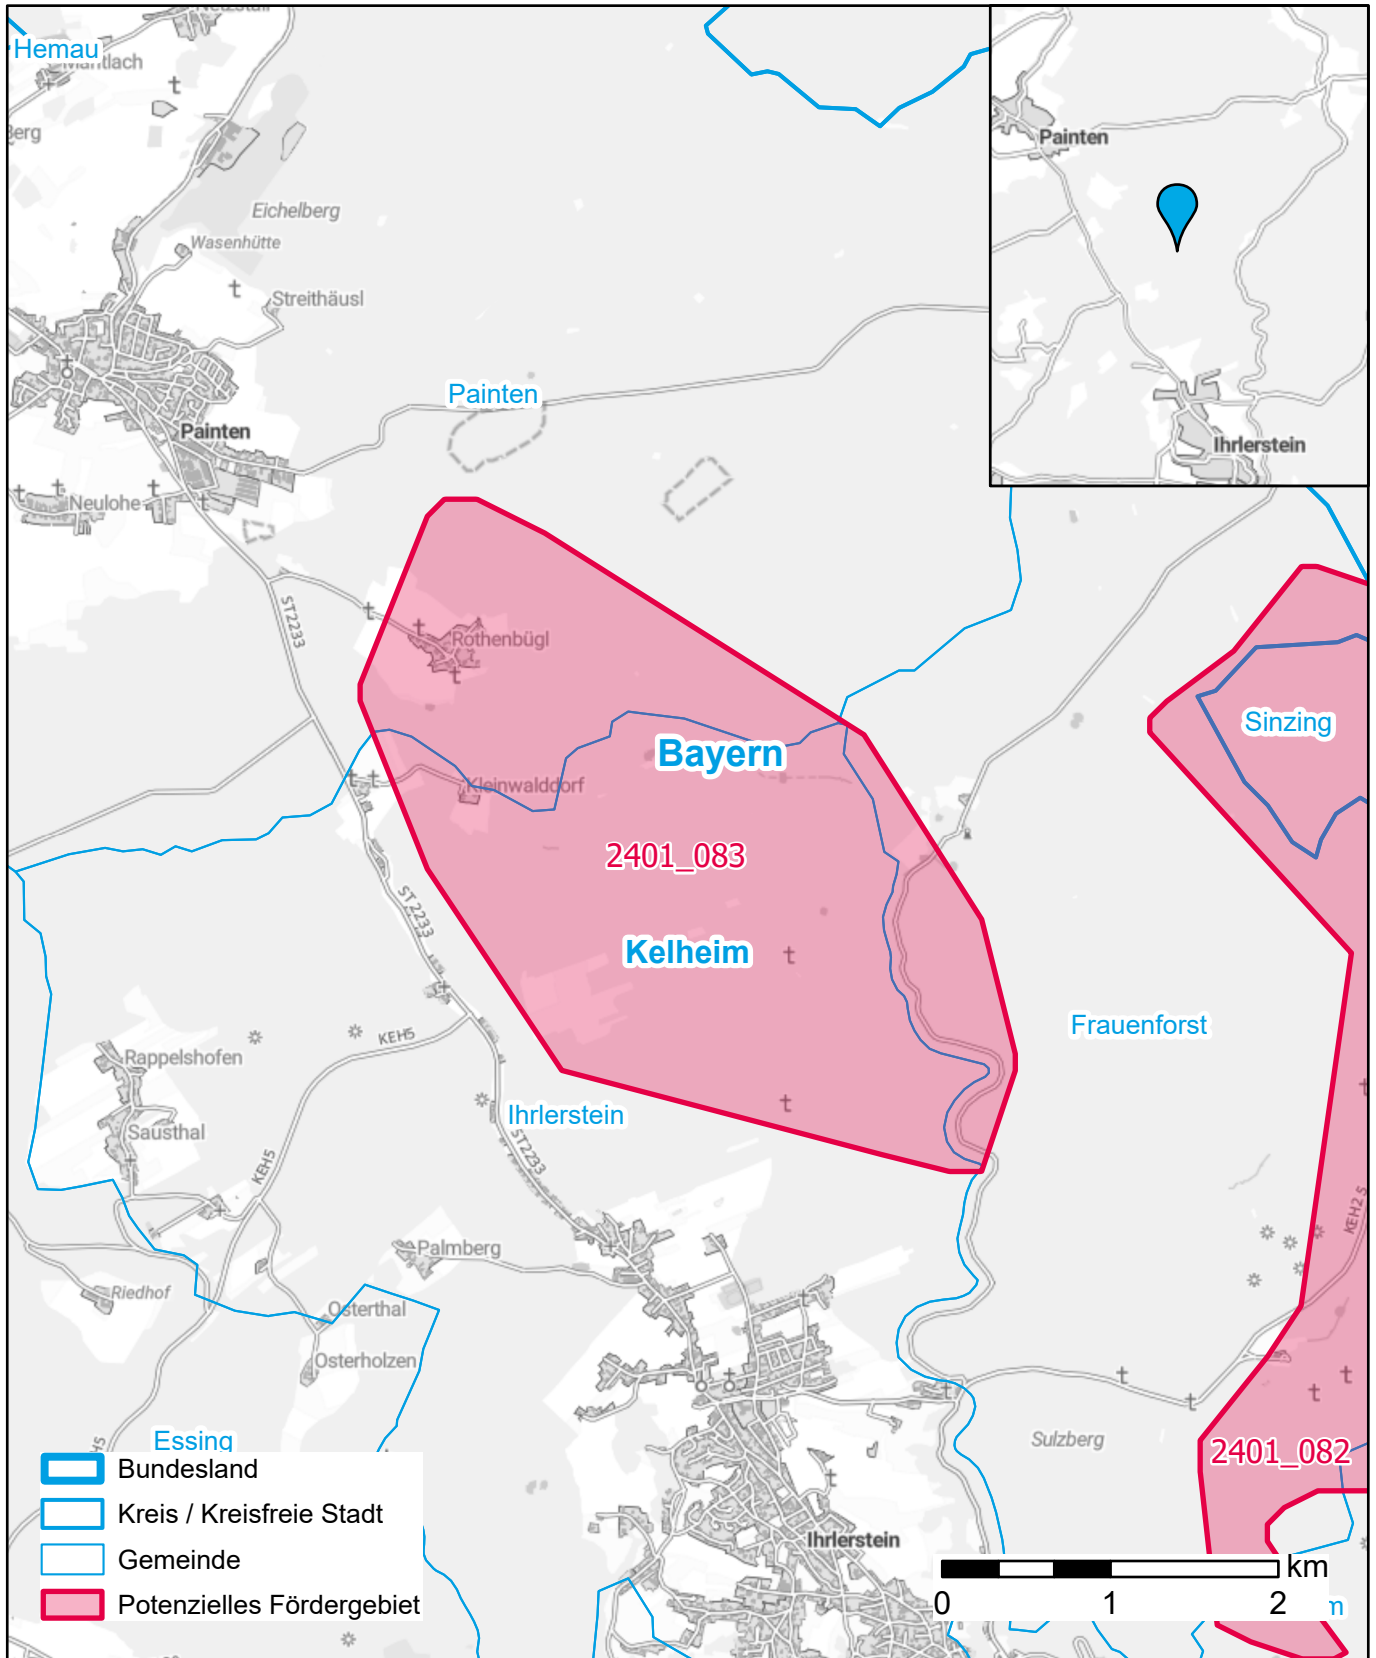 Hemau
Mantlach
Berg
Eichelberg
Wasenhütte
Streithäusl
Painten
Painten
Neulohe
Painten
Ihrlerstein
ST2233
Rothenbügl
Bayern
Kleinwalddorf
2401_083
Kelheim
Sinzing
Frauenforst
ST2233
KEH5
Rappelshofen
Sausthal
KEH5
Ihrlerstein
ST2233
Palmberg
Riedhof
Osterthal
Osterholzen
Essing
Sulzberg
2401_082
Ihrlerstein
Bundesland
Kreis / Kreisfreie Stadt
Gemeinde
Potenzielles Fördergebiet
km
0 1 2
m